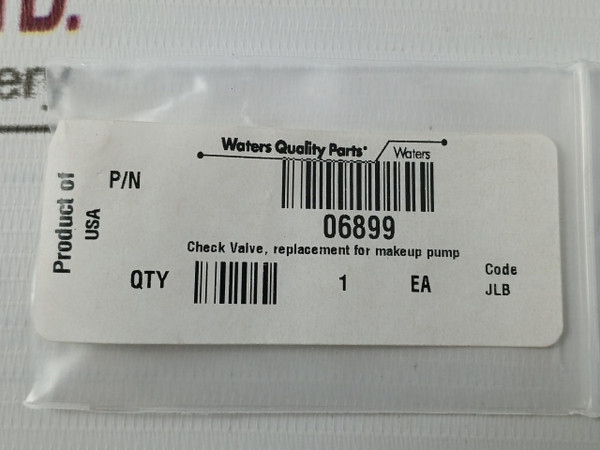 Waters Quality Parts
Waters
Product of
USA
P/N
06899
Check Valve, replacement for makeup pump
QTY
1
EA
Code
JLB